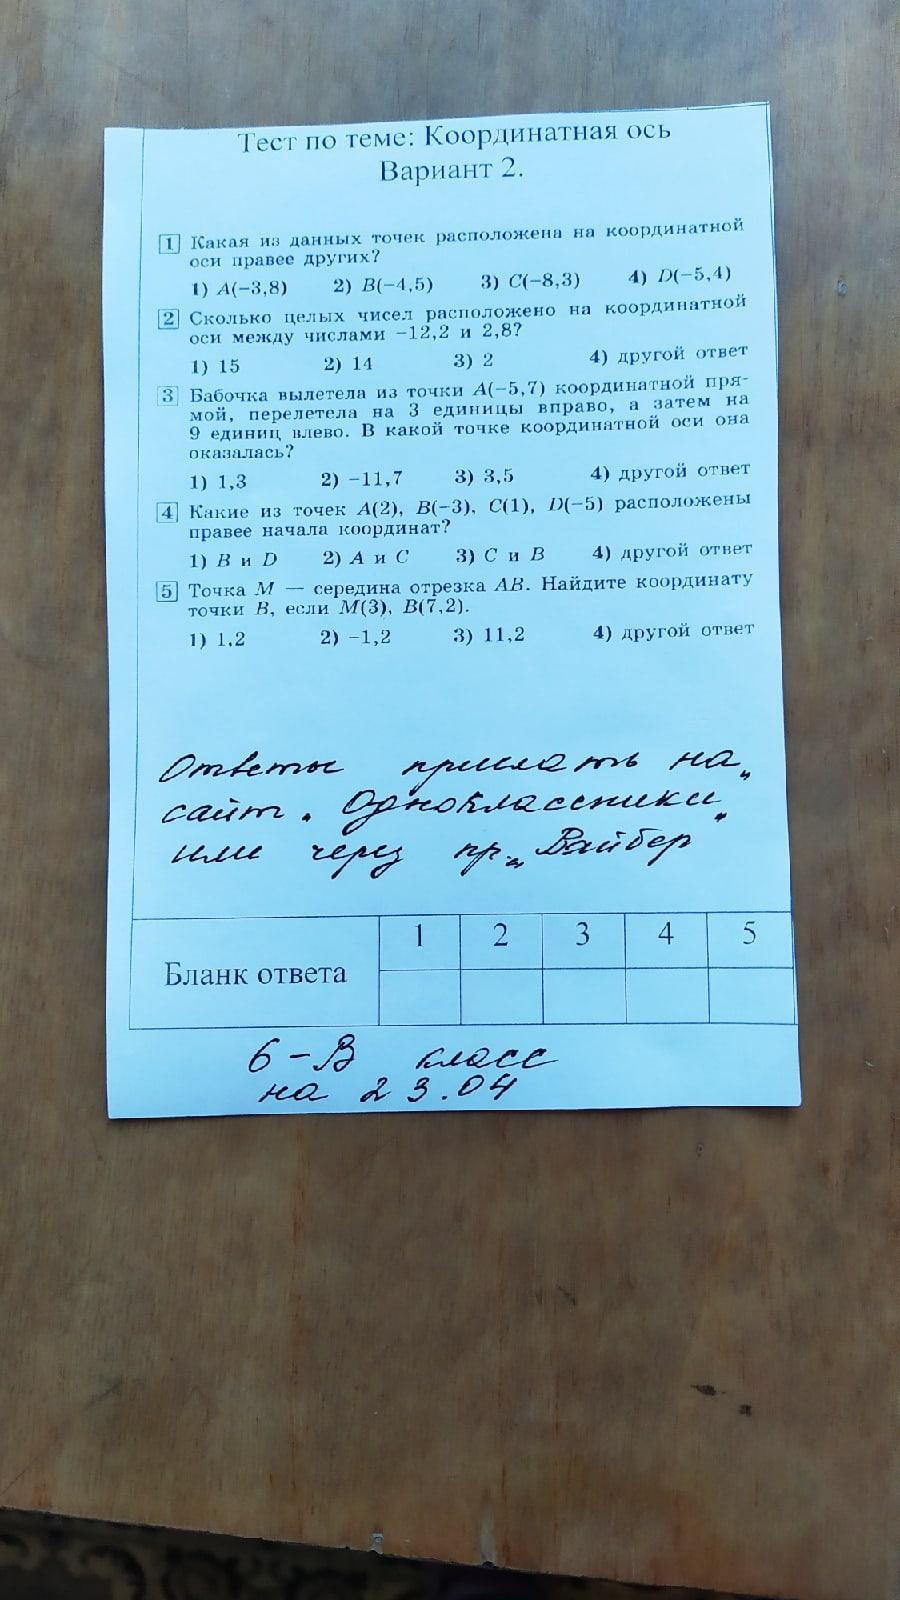 Тест по теме: Координатная ось
Вариант 2.
1 Какая из данных точек расположена на координатной
оси правее других?
1) A(−3,8) 2) B(−4,5) 3) C(−8,3) 4) D(−5,4)
2 Сколько целых чисел расположено на координатной
оси между числами −12,2 и 2,8?
1) 15 2) 14 3) 2 4) другой ответ
3 Бабочка вылетела из точки A(−5,7) координатной пря-
мой, перелетела на 3 единицы вправо, а затем на
9 единиц влево. В какой точке координатной оси она
оказалась?
1) 1,3 2) −11,7 3) 3,5 4) другой ответ
4 Какие из точек A(2), B(−3), C(1), D(−5) расположены
правее начала координат?
1) B и D 2) A и C 3) C и B 4) другой ответ
5 Точка M — середина отрезка AB. Найдите координату
точки B, если M(3), B(7,2).
1) 1,2 2) −1,2 3) 11,2 4) другой ответ
Ответы прислать на
сайт „Одноклассники"
или через пр. „Вайбер"
Бланк ответа 1 2 3 4 5
6-В класс
на 23.04